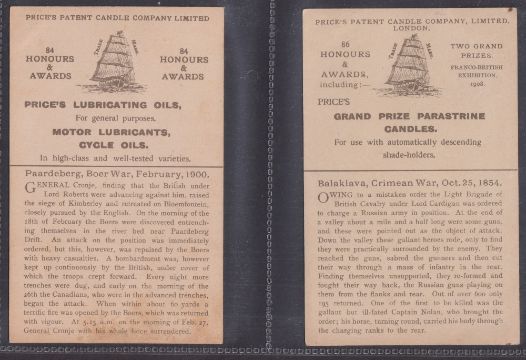 PRICE'S PATENT CANDLE COMPANY LIMITED
84
HONOURS
&
AWARDS
TRADE MARK.
84
HONOURS
&
AWARDS
PRICE'S LUBRICATING OILS,
For general purposes.
MOTOR LUBRICANTS,
CYCLE OILS.
In high-class and well-tested varieties.
Paardeberg, Boer War, February, 1900.
GENERAL Cronje, finding that the British under
Lord Roberts were advancing against him, raised
the siege of Kimberley and retreated on Bloemfontein,
closely pursued by the English. On the morning of the
18th of February the Boers were discovered entrench-
ing themselves in the river bed near Paardeberg
Drift. An attack on the position was immediately
ordered, but this, however, was repulsed by the Boers
with heavy casualties. A bombardment was, however
kept up continuously by the British, under cover of
which the troops crept forward. Every night more
trenches were dug, and early on the morning of the
26th the Canadians, who were in the advanced trenches,
began the attack. When within about 60 yards a
terrific fire was opened by the Boers, which was returned
with vigour. At 5.15 a.m. on the morning of Feb. 27,
General Cronje with his whole force surrendered.
PRICE'S PATENT CANDLE COMPANY, LIMITED,
LONDON.
86
HONOURS
&
AWARDS,
including:—
TRADE MARK.
TWO GRAND
PRIZES,
FRANCO-BRITISH
EXHIBITION,
1908.
PRICE'S
GRAND PRIZE PARASTRINE
CANDLES.
For use with automatically descending
shade-holders.
Balaklava, Crimean War, Oct. 25, 1854.
OWING to a mistaken order the Light Brigade of
British Cavalry under Lord Cardigan was ordered
to charge a Russian army in position. At the end of
a valley about a mile and a half long were some guns,
and these were pointed out as the object of attack.
Down the valley these gallant heroes rode, only to find
they were practically surrounded by the enemy. They
reached the guns, sabred the gunners and then cut
their way through a mass of infantry in the rear.
Finding themselves unsupported, they re-formed and
fought their way back, the Russian guns playing on
them from the flanks and rear. Out of over 600 only
195 returned. One of the first to be killed was the
gallant but ill-fated Captain Nolan, who brought the
order; his horse, turning round, carried his body through
the charging ranks to the rear.